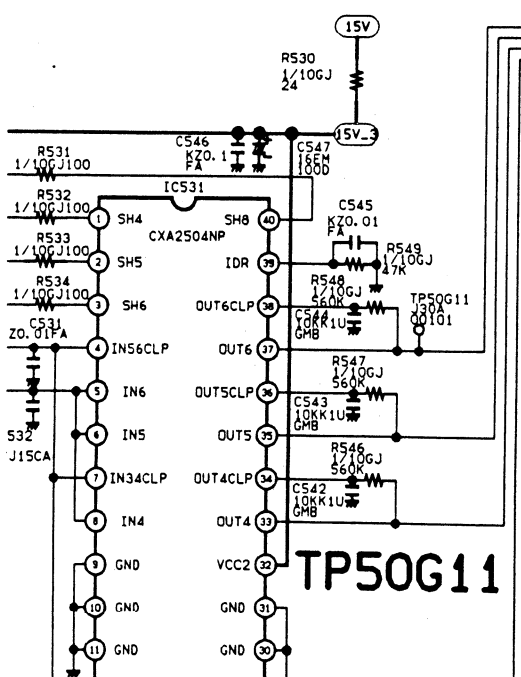 15V
R530
1/10GJ
24
15V_3
C546
KZ0.1
FA
C547
16EM
100D
R531
1/10GJ100
IC531
CXA2504NP
R532
1/10GJ100
1 SH4
SH8 40
C545
KZ0.01
FA
R533
1/10GJ100
2 SH5
IDR 39
R549
1/10GJ
47K
R534
1/10GJ100
3 SH6
OUT6CLP 38
R548
1/10GJ
560K
C544
10KK1U
GMB
TP50G11
J30A
00101
C531
Z0.01FA
4 IN56CLP
OUT6 37
R547
1/10GJ
560K
5 IN6
OUT5CLP 36
C543
10KK1U
GMB
532
J15CA
6 IN5
OUT5 35
R546
1/10GJ
560K
7 IN34CLP
OUT4CLP 34
C542
10KK1U
GMB
8 IN4
OUT4 33
9 GND
VCC2 32
TP50G11
10 GND
GND 31
11 GND
GND 30